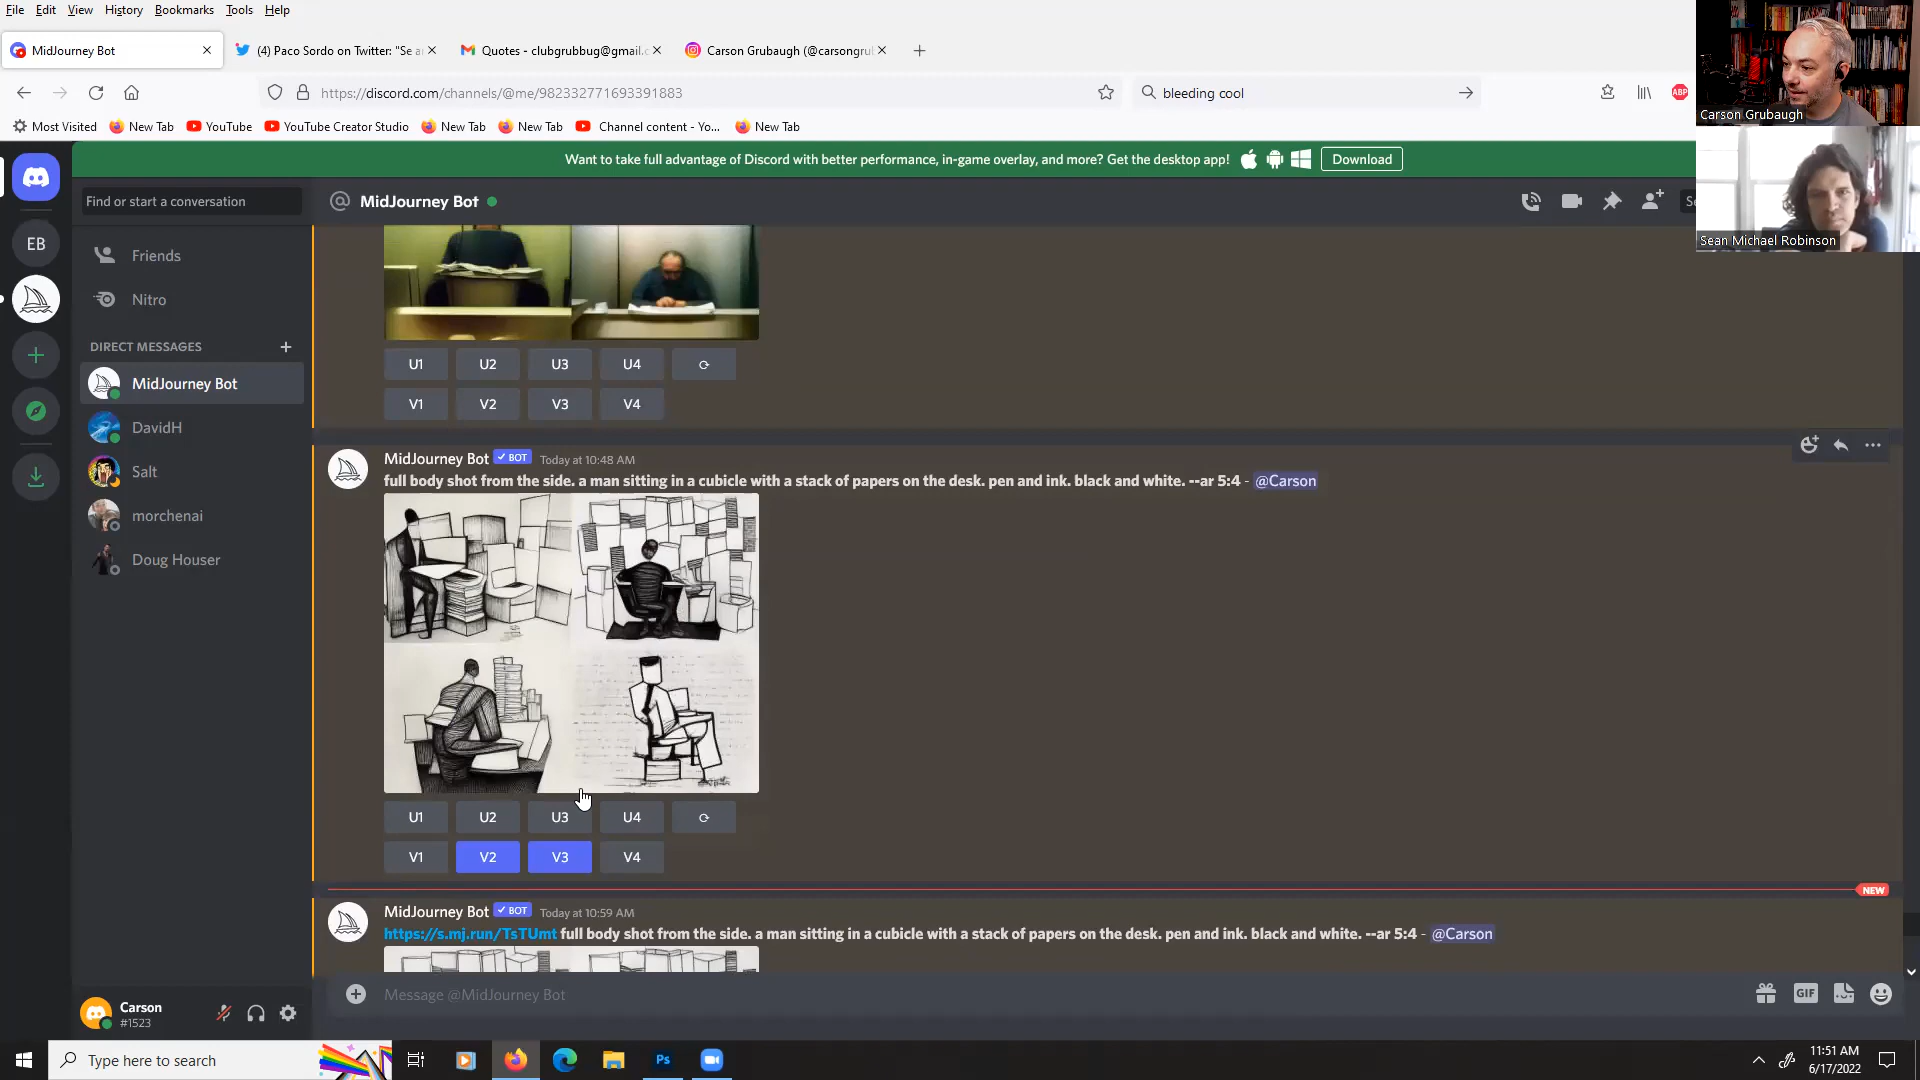 File Edit View History Bookmarks Tools Help
MidJourney Bot
(4) Paco Sordo on Twitter: "Se a
Quotes - clubgrubbug@gmail.c
Carson Grubaugh (@carsongru
https://discord.com/channels/@me/982332771693391883
bleeding cool
ABP
Most Visited New Tab YouTube YouTube Creator Studio New Tab New Tab Channel content - Yo... New Tab
Carson Grubaugh
Sean Michael Robinson
Want to take full advantage of Discord with better performance, in-game overlay, and more? Get the desktop app! Download
Find or start a conversation
MidJourney Bot
Se
EB
Friends
Nitro
DIRECT MESSAGES
MidJourney Bot
DavidH
Salt
morchenai
Doug Houser
U1 U2 U3 U4
V1 V2 V3 V4
MidJourney Bot BOT Today at 10:48 AM
full body shot from the side. a man sitting in a cubicle with a stack of papers on the desk. pen and ink. black and white. --ar 5:4 - @Carson
U1 U2 U3 U4
V1 V2 V3 V4
NEW
MidJourney Bot BOT Today at 10:59 AM
https://s.mj.run/TsTUmt full body shot from the side. a man sitting in a cubicle with a stack of papers on the desk. pen and ink. black and white. --ar 5:4 - @Carson
Message @MidJourney Bot
GIF
Carson
#1523
Type here to search
Ps
11:51 AM
6/17/2022